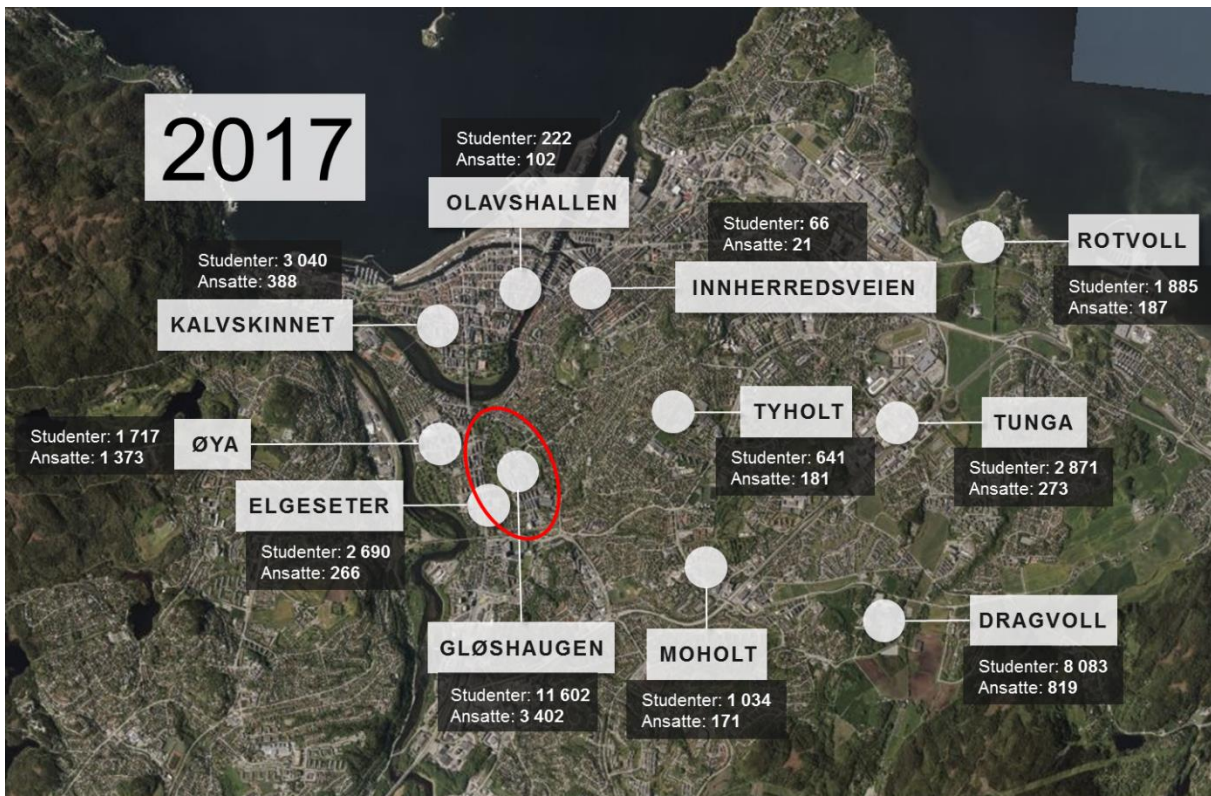 2017
Studenter: 222
Ansatte: 102
OLAVSHALLEN
Studenter: 66
Ansatte: 21
INNHERREDSVEIEN
ROTVOLL
Studenter: 1 885
Ansatte: 187
Studenter: 3 040
Ansatte: 388
KALVSKINNET
TYHOLT
Studenter: 641
Ansatte: 181
TUNGA
Studenter: 2 871
Ansatte: 273
Studenter: 1 717
Ansatte: 1 373
ØYA
ELGESETER
Studenter: 2 690
Ansatte: 266
GLØSHAUGEN
Studenter: 11 602
Ansatte: 3 402
MOHOLT
Studenter: 1 034
Ansatte: 171
DRAGVOLL
Studenter: 8 083
Ansatte: 819